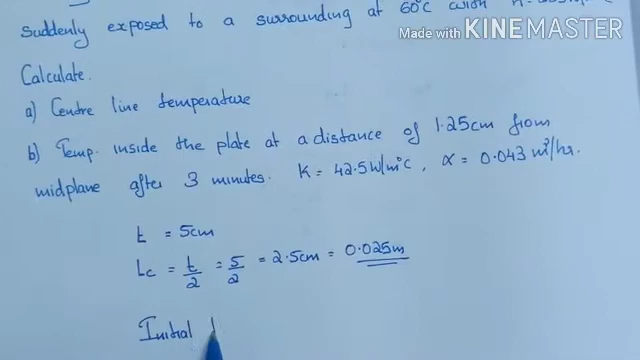 suddenly exposed to a surrounding at 60°C with
Made with KINEMASTER
Calculate.
a) Centre line temperature
b) Temp. inside the plate at a distance of 1.25cm from
midplane after 3 minutes. K = 42.5W/m°C, α = 0.043 m²/hr.
t = 5cm
Lc = t/2 = 5/2 = 2.5cm = 0.025m
Initial